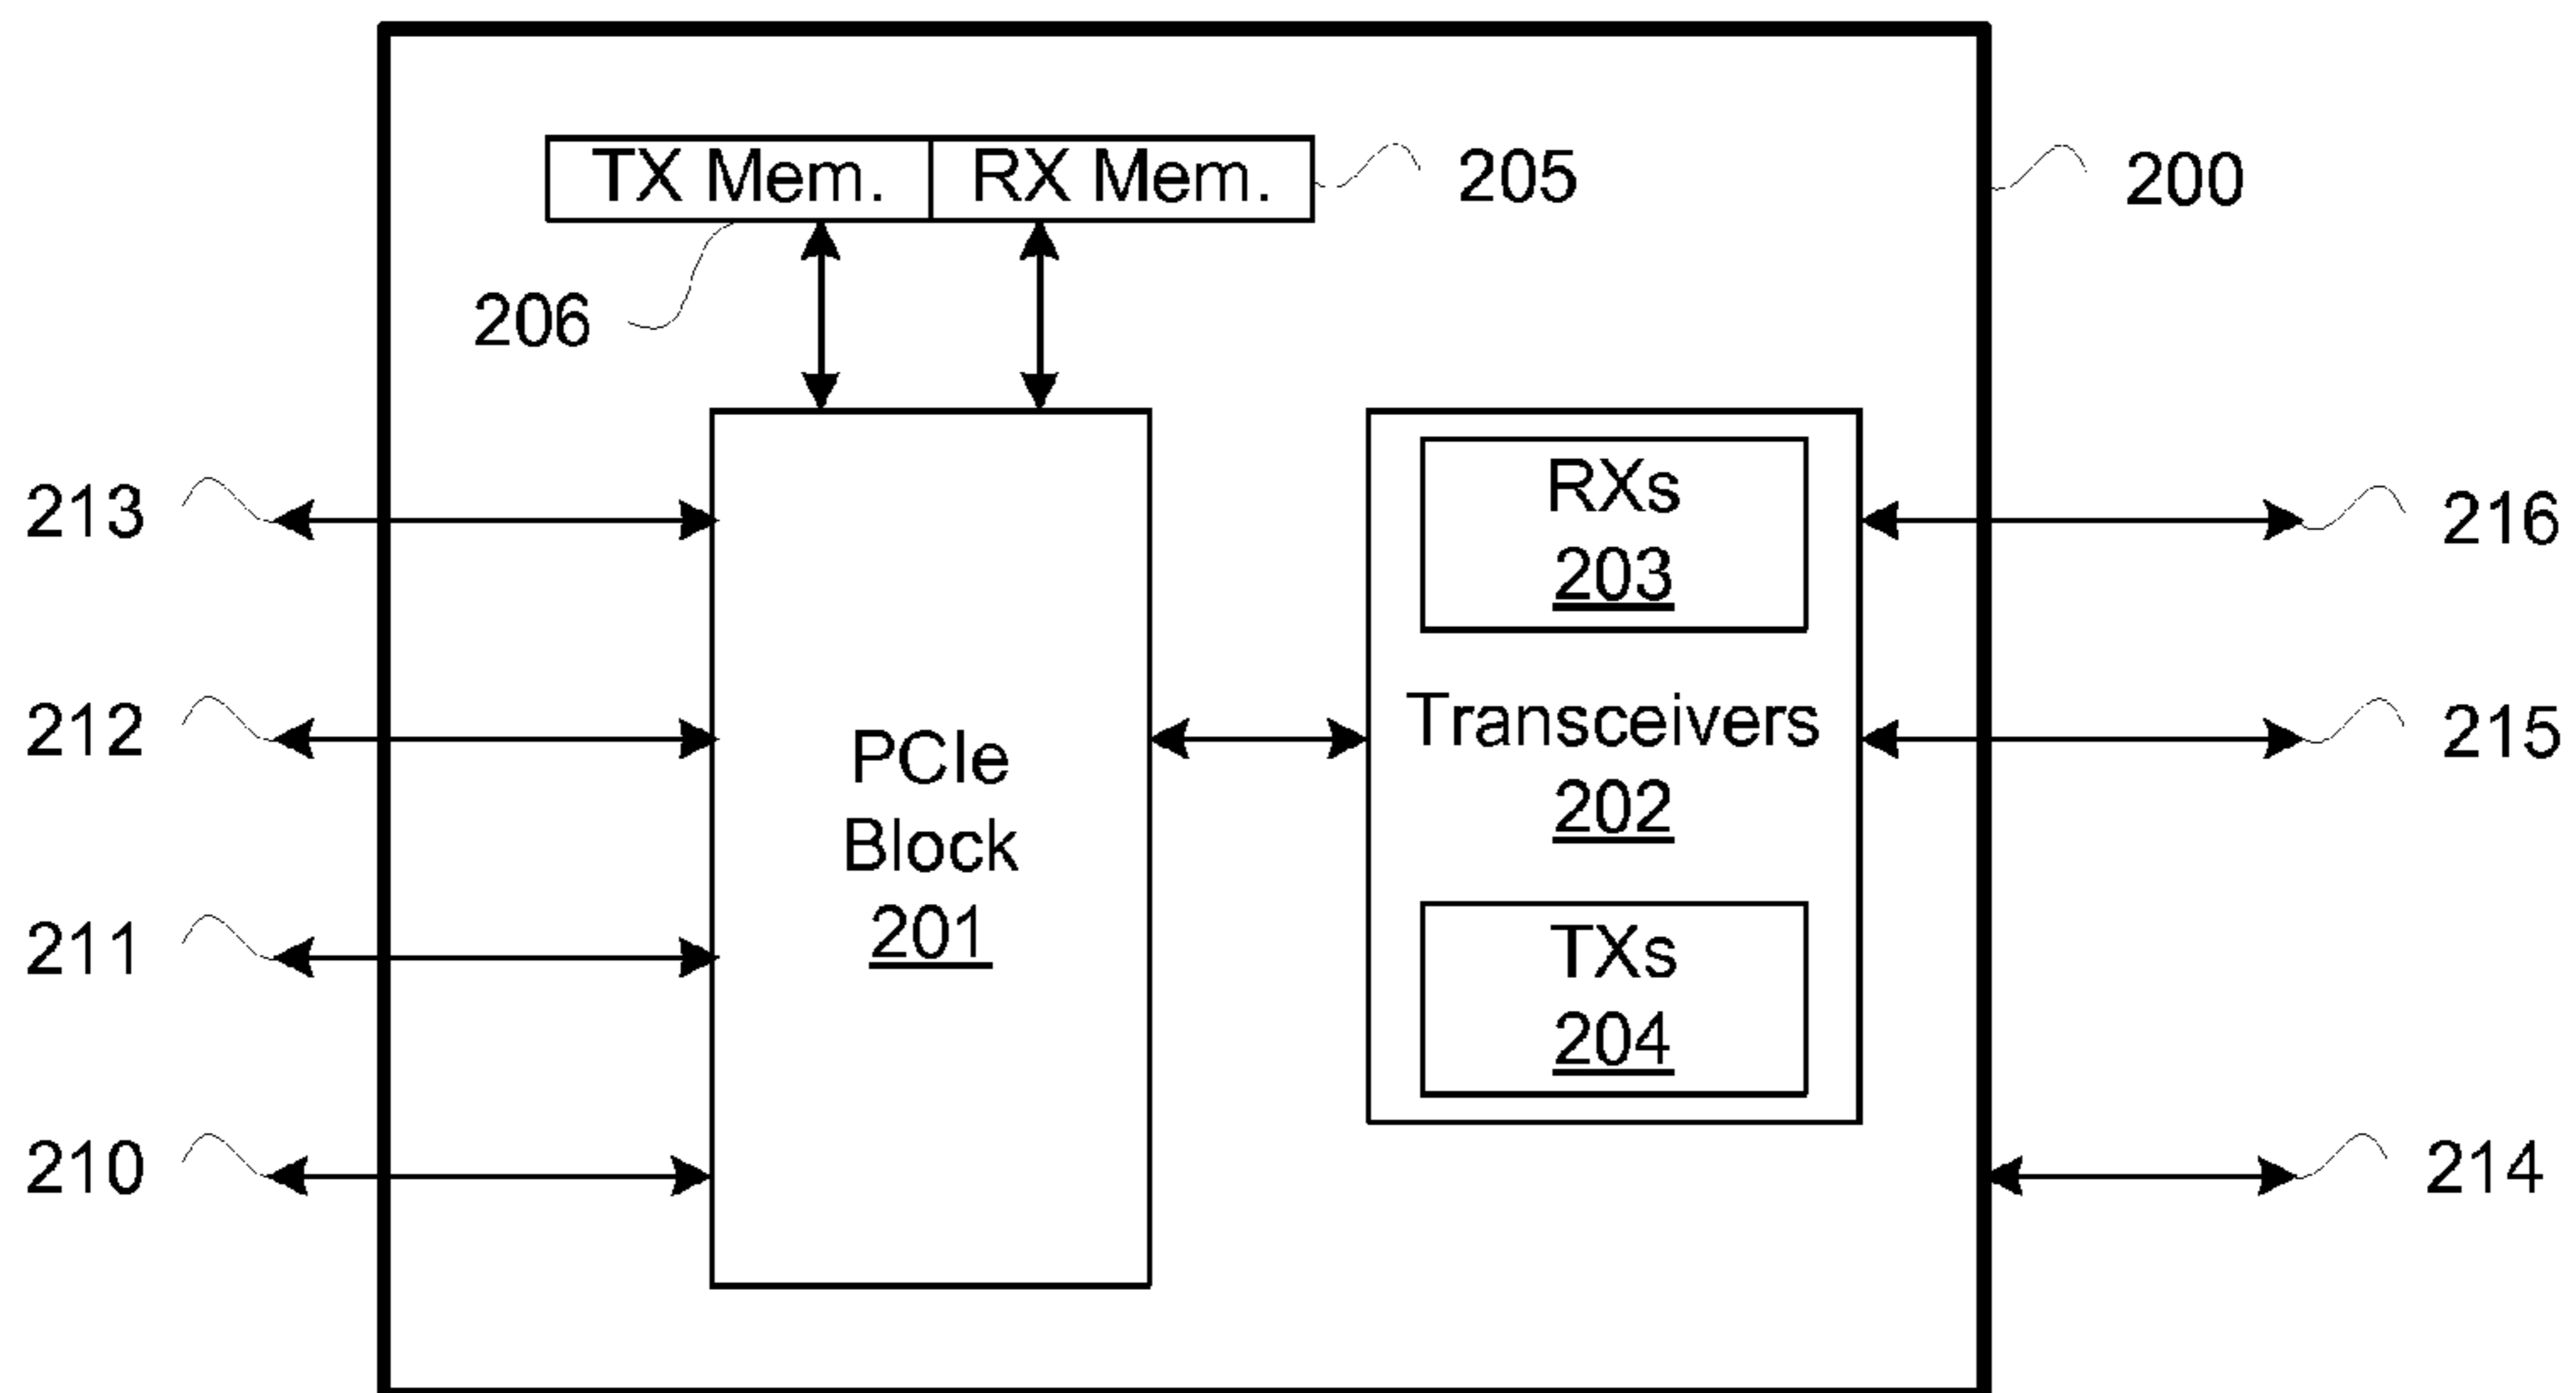 TX Mem. RX Mem. 205
200
206
213
212
211
210
PCIe
Block
201
RXs
203
Transceivers
202
TXs
204
216
215
214